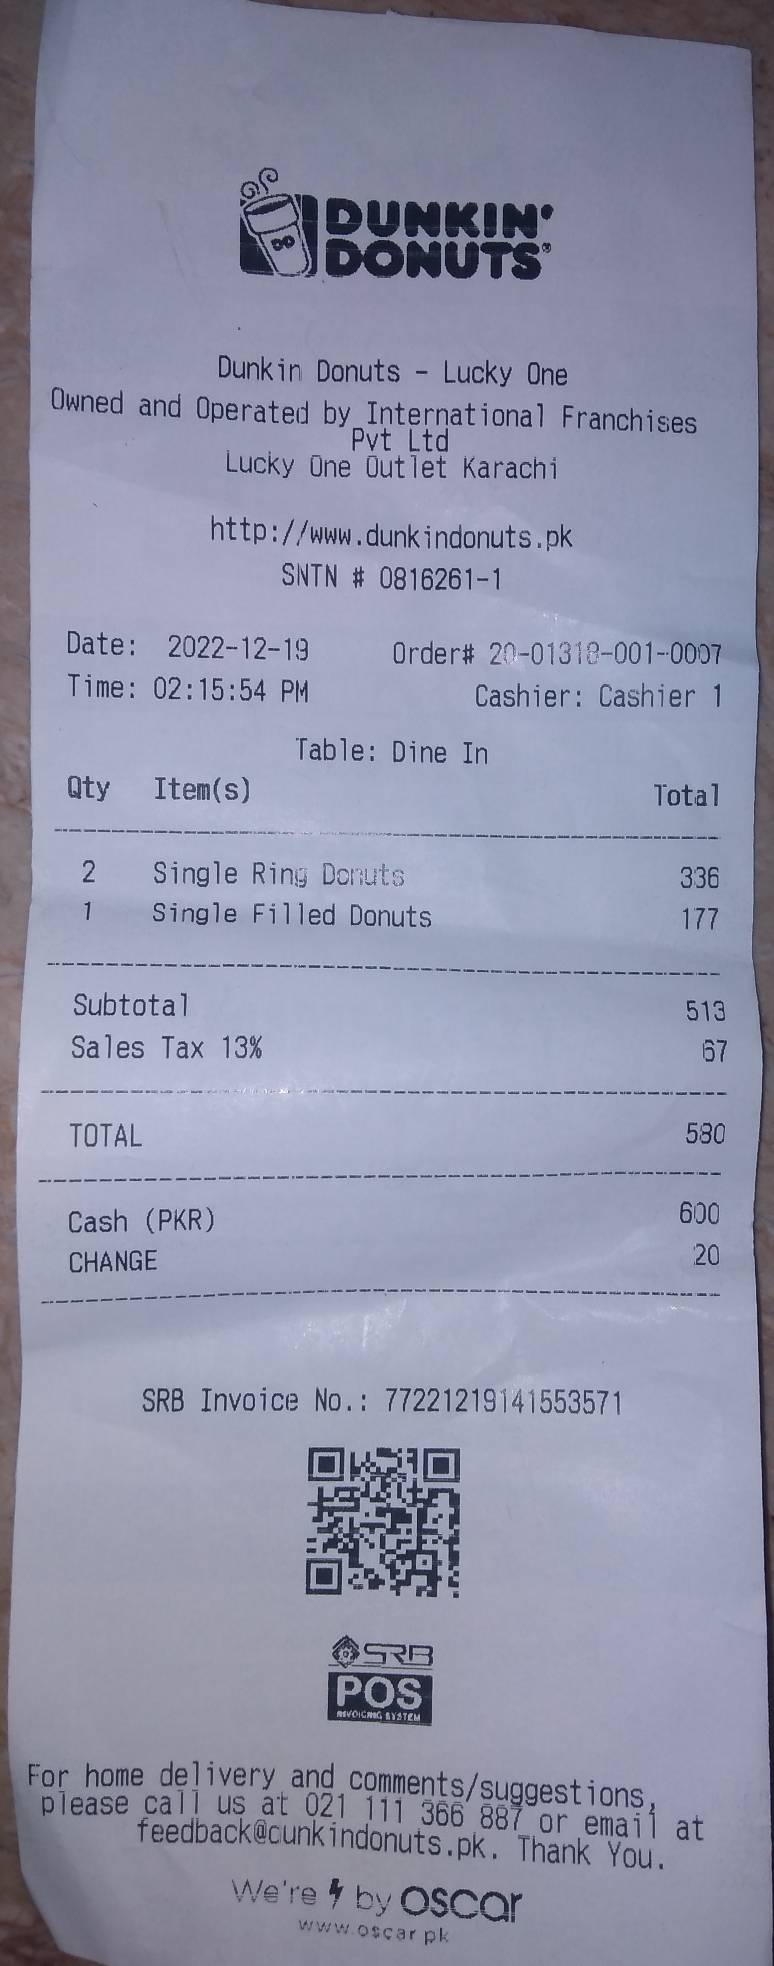 DUNKIN'
DONUTS®
Dunkin Donuts - Lucky One
Owned and Operated by International Franchises
Pvt Ltd
Lucky One Outlet Karachi
http://www.dunkindonuts.pk
SNTN # 0816261-1
Date: 2022-12-19 Order# 20-01318-001-0007
Time: 02:15:54 PM Cashier: Cashier 1
Table: Dine In
Qty Item(s) Total
2 Single Ring Donuts 336
1 Single Filled Donuts 177
Subtotal 513
Sales Tax 13% 67
TOTAL 580
Cash (PKR) 600
CHANGE 20
SRB Invoice No.: 77221219141553571
SRB
POS
INVOICING SYSTEM
For home delivery and comments/suggestions,
please call us at 021 111 366 887 or email at
feedback@dunkindonuts.pk. Thank You.
We're by oscar
www.oscar.pk